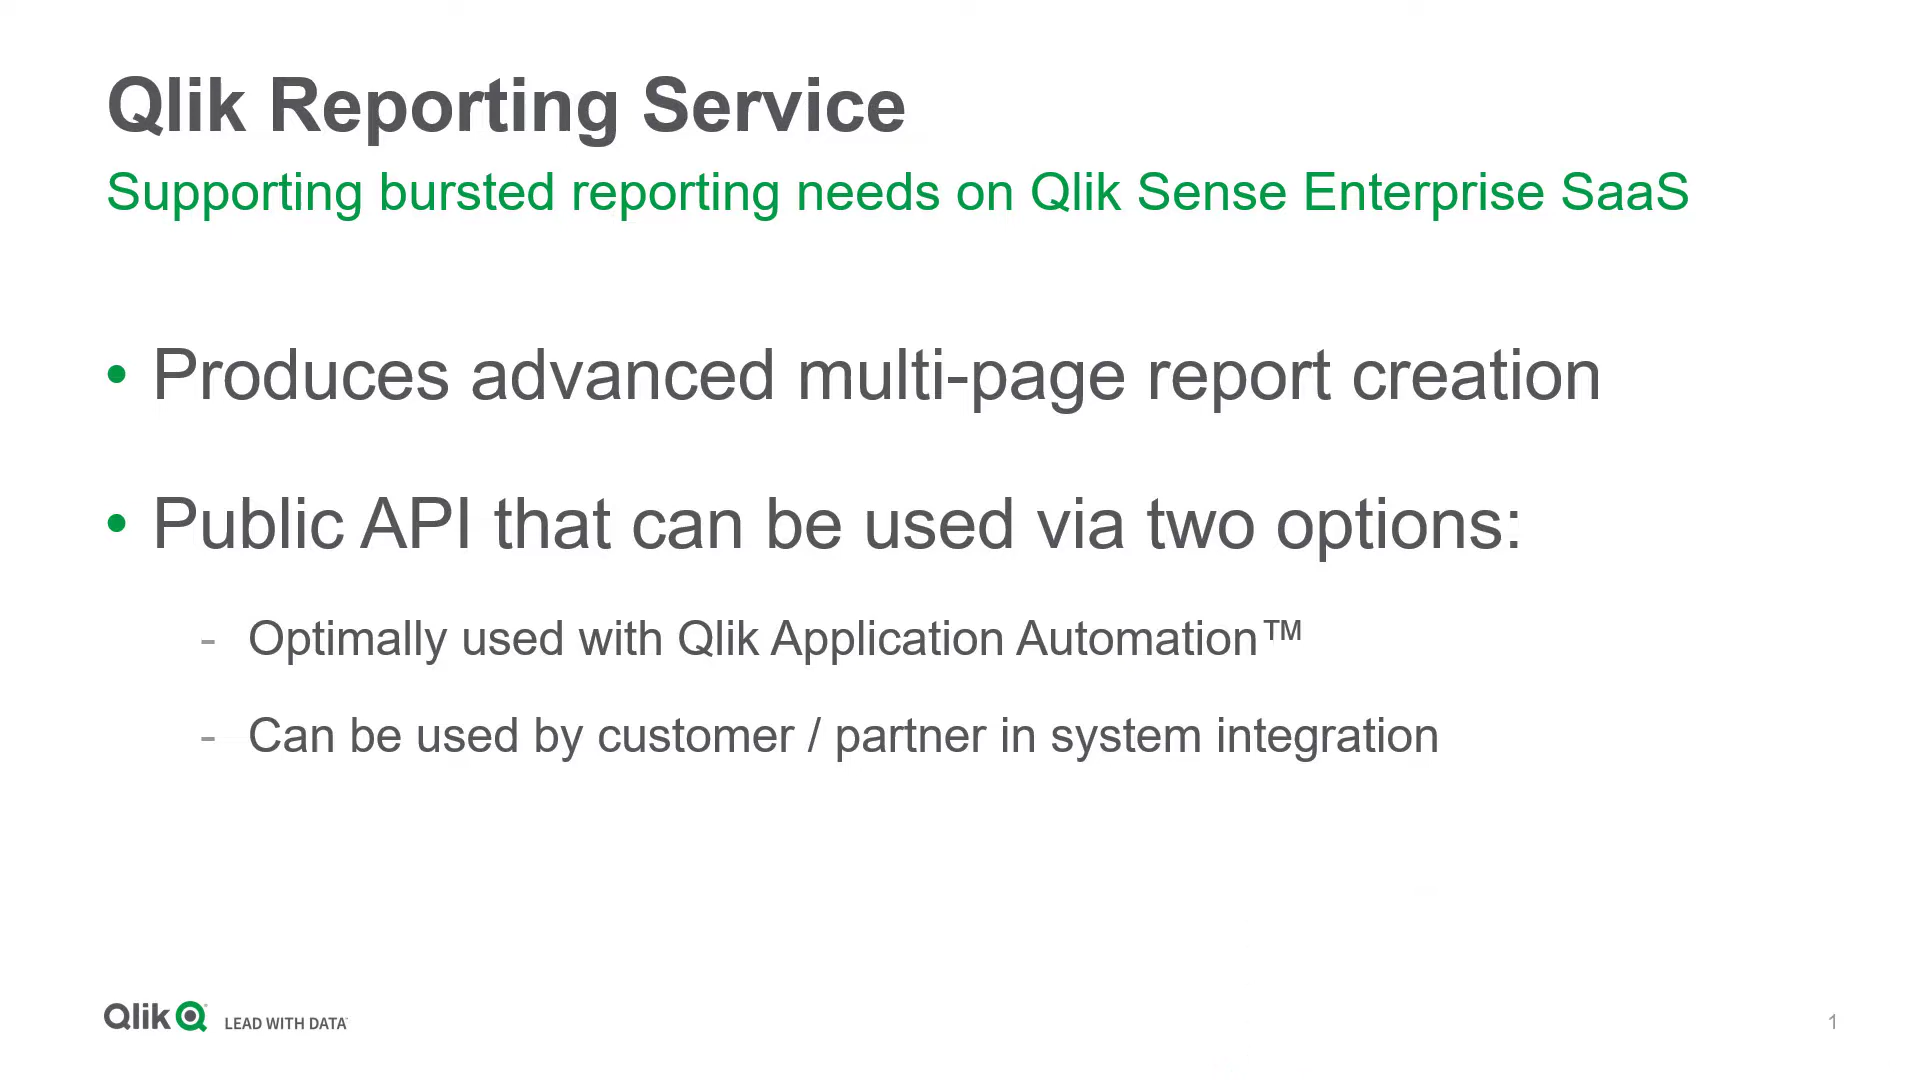 Qlik Reporting Service
Supporting bursted reporting needs on Qlik Sense Enterprise SaaS
• Produces advanced multi-page report creation
• Public API that can be used via two options:
- Optimally used with Qlik Application Automation™
- Can be used by customer / partner in system integration
Qlik LEAD WITH DATA
1